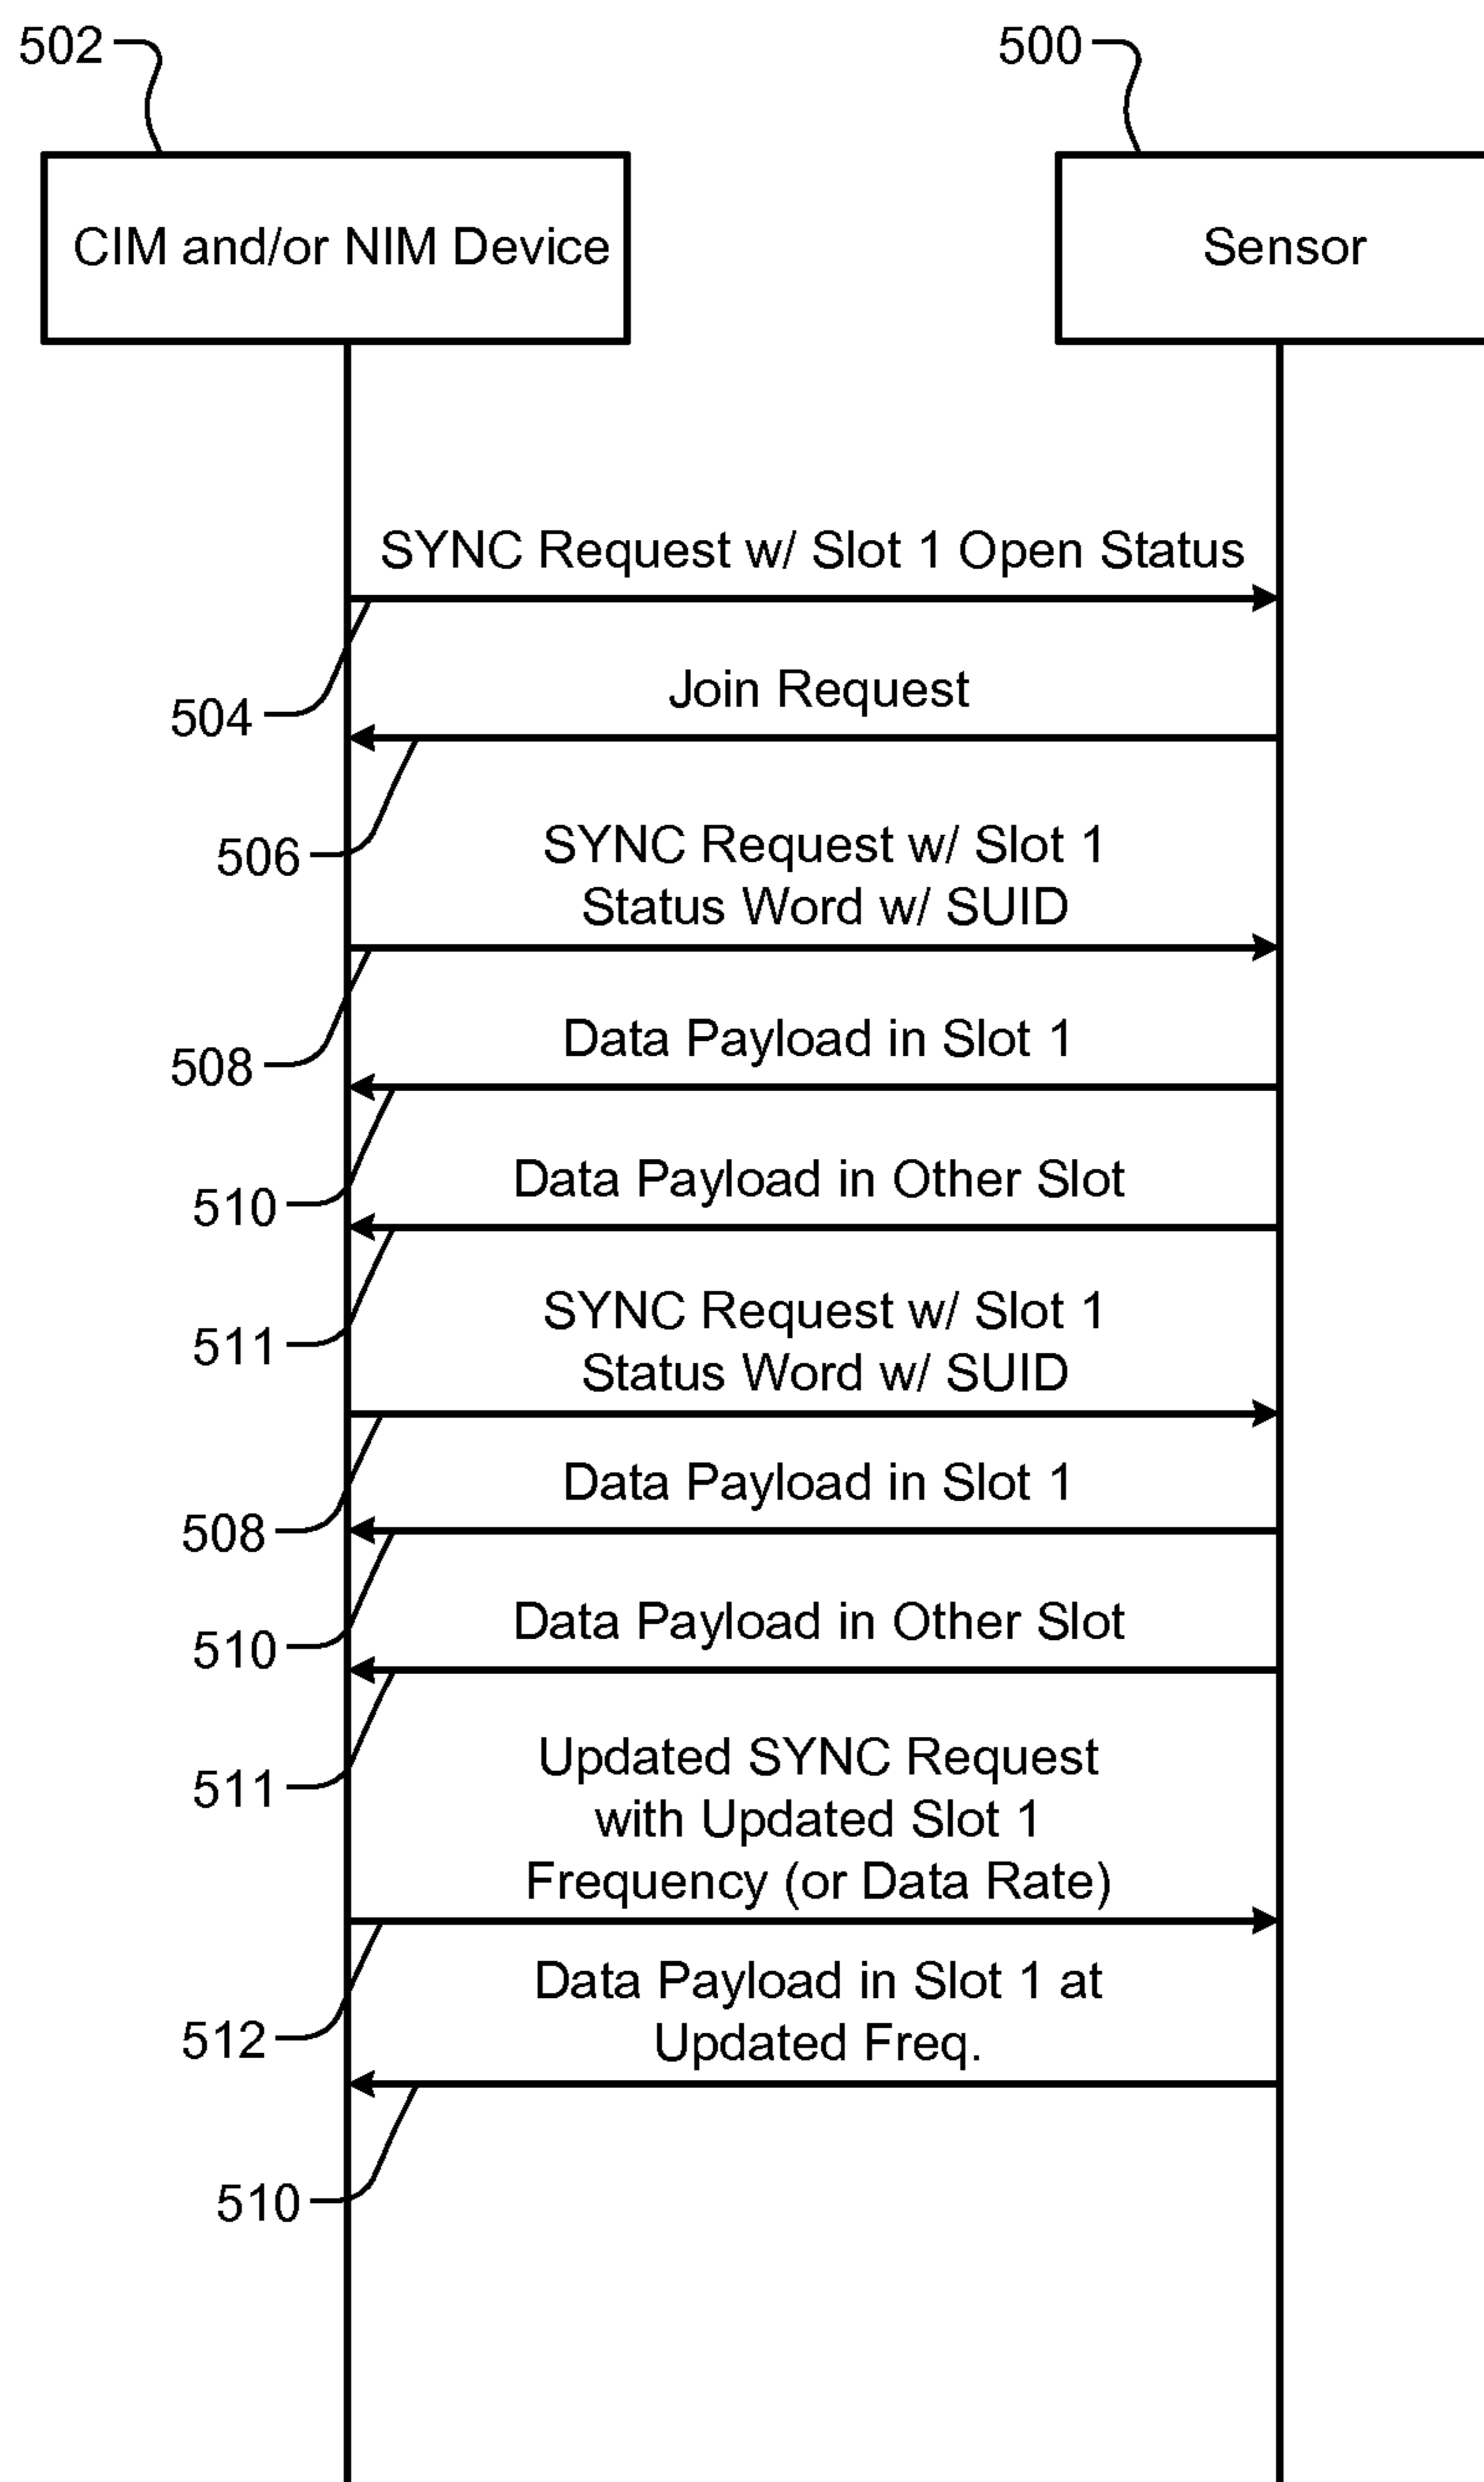 502
500
CIM and/or NIM Device
Sensor
SYNC Request w/ Slot 1 Open Status
504
Join Request
506
SYNC Request w/ Slot 1
Status Word w/ SUID
508
Data Payload in Slot 1
510
Data Payload in Other Slot
511
SYNC Request w/ Slot 1
Status Word w/ SUID
508
Data Payload in Slot 1
510
Data Payload in Other Slot
511
Updated SYNC Request
with Updated Slot 1
Frequency (or Data Rate)
512
Data Payload in Slot 1 at
Updated Freq.
510